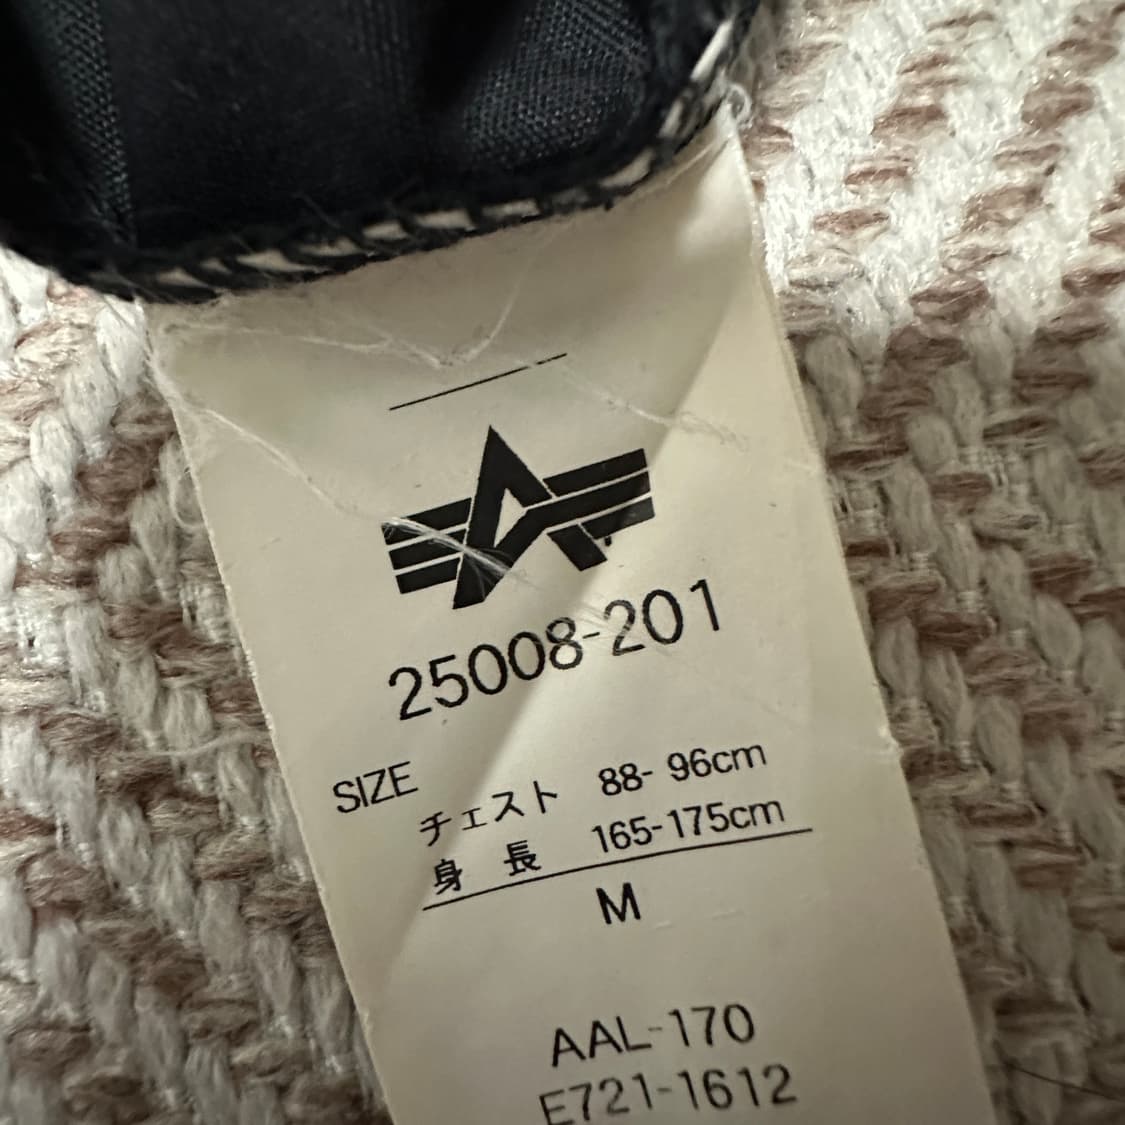 25008-201
SIZE
チェスト 88- 96cm
身 長 165-175cm
M
AAL-170
E721-1612